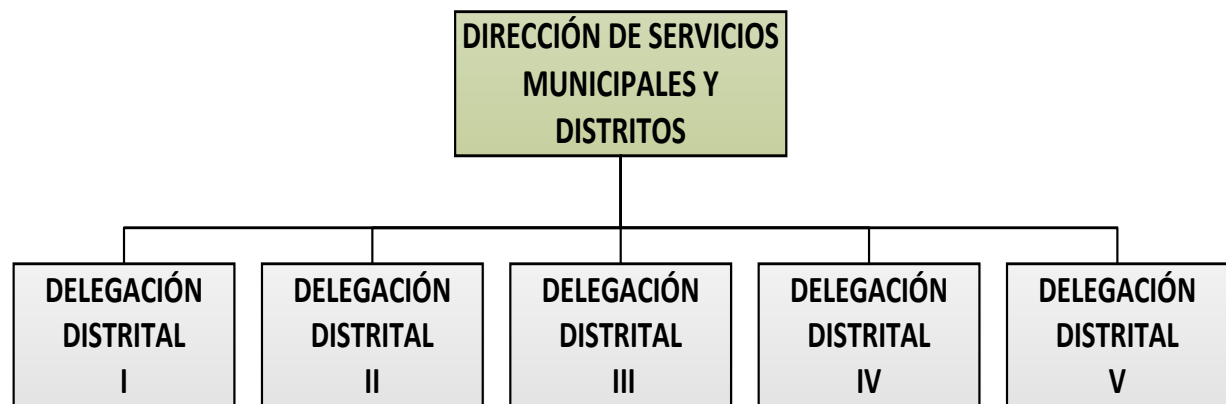 DIRECCIÓN DE SERVICIOS
MUNICIPALES Y
DISTRITOS
DELEGACIÓN
DISTRITAL
I
DELEGACIÓN
DISTRITAL
II
DELEGACIÓN
DISTRITAL
III
DELEGACIÓN
DISTRITAL
IV
DELEGACIÓN
DISTRITAL
V